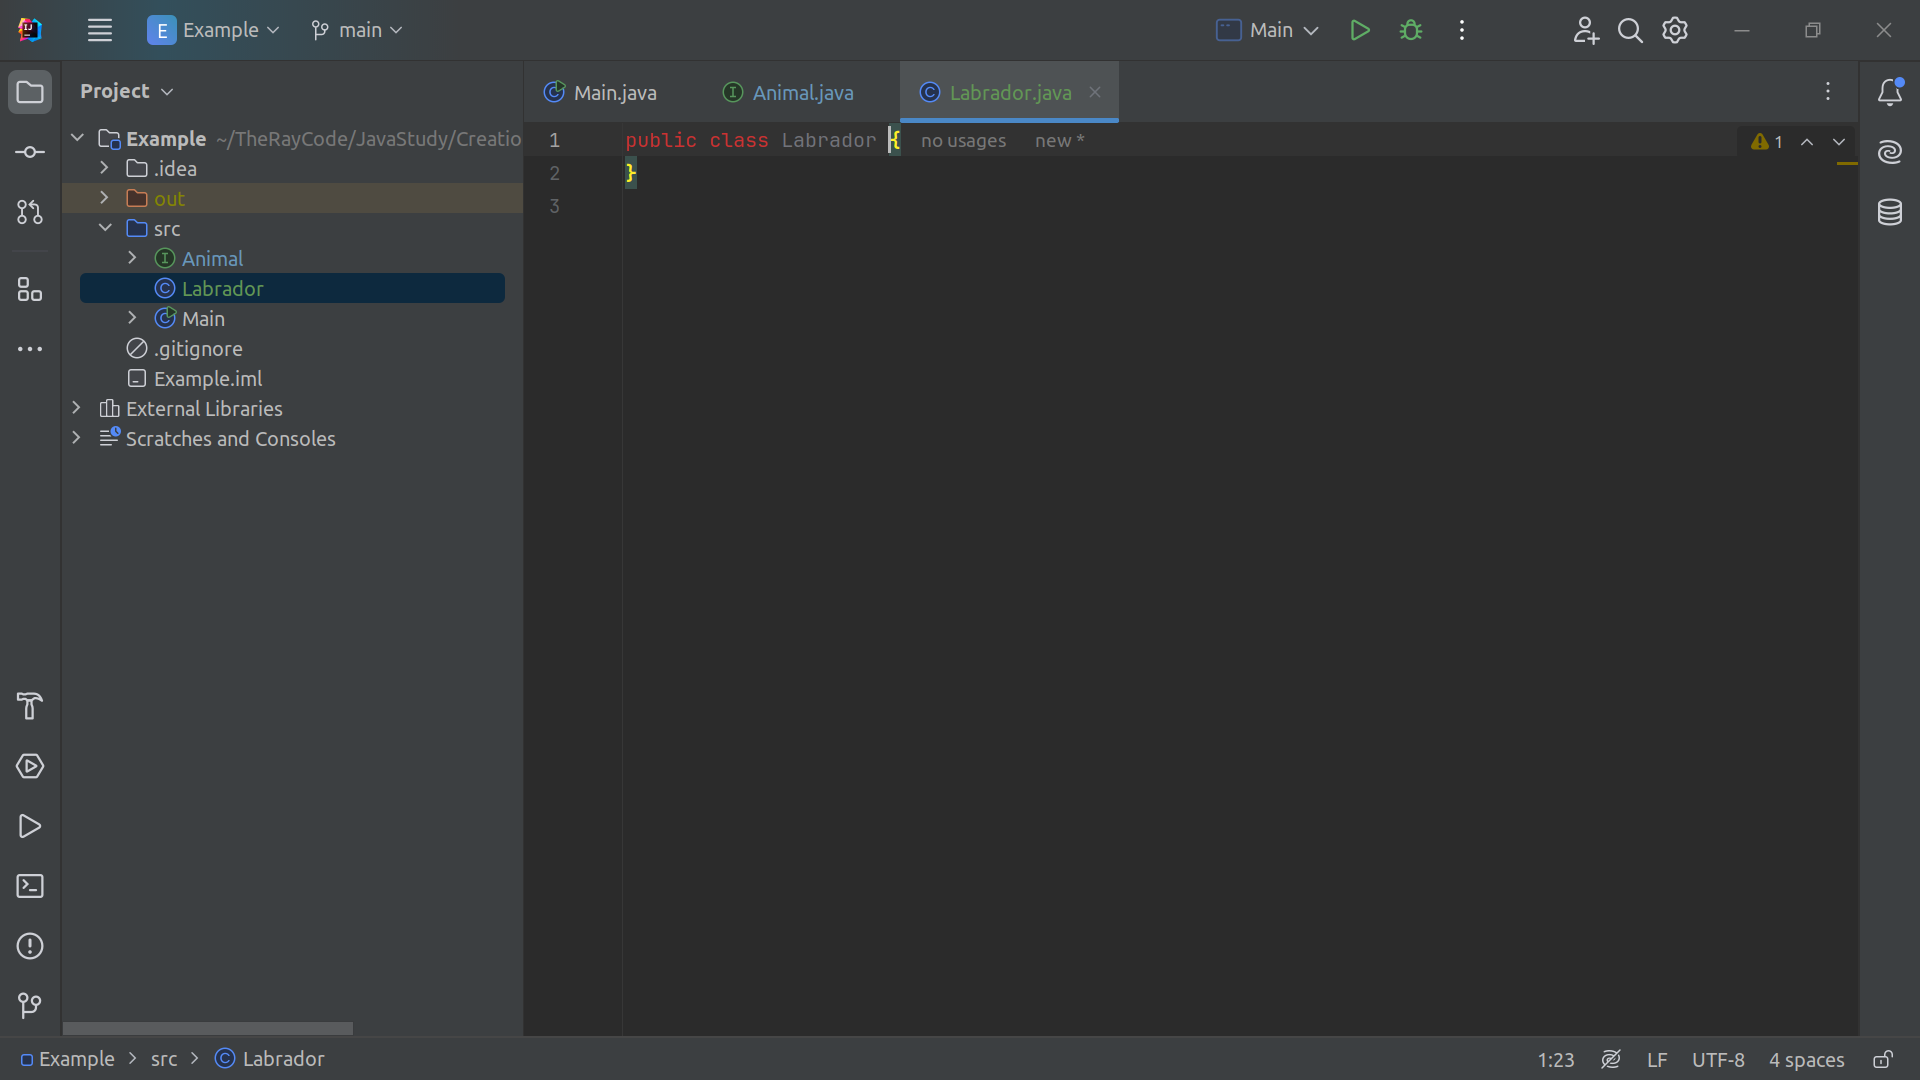 E Example main
Main
Project
Main.java
Animal.java
Labrador.java
Example ~/TheRayCode/JavaStudy/Creatio
.idea
out
src
I Animal
C Labrador
C Main
.gitignore
Example.iml
External Libraries
Scratches and Consoles
1 public class Labrador { no usages new *
2 }
3
1
Example > src > C Labrador
1:23 LF UTF-8 4 spaces